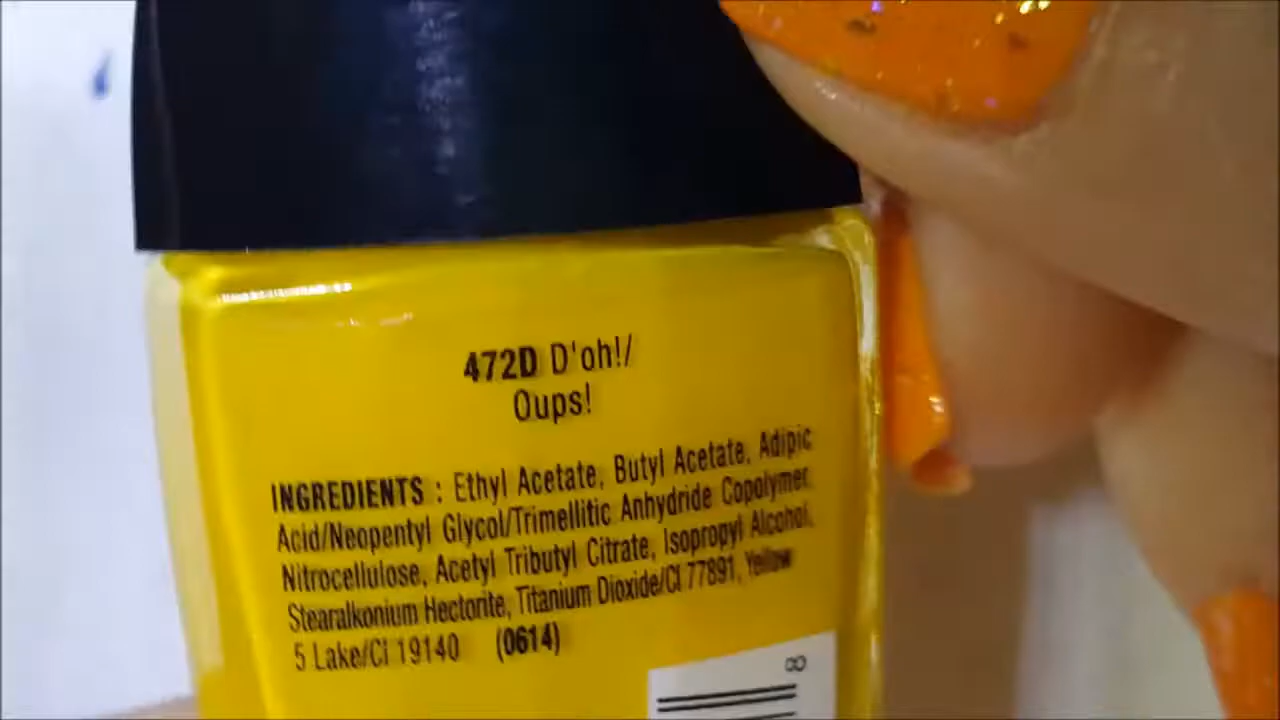 472D D'oh!/
Oups!
INGREDIENTS : Ethyl Acetate, Butyl Acetate, Adipic
Acid/Neopentyl Glycol/Trimellitic Anhydride Copolymer,
Nitrocellulose, Acetyl Tributyl Citrate, Isopropyl Alcohol,
Stearalkonium Hectorite, Titanium Dioxide/CI 77891, Yellow
5 Lake/CI 19140 (0614)
8